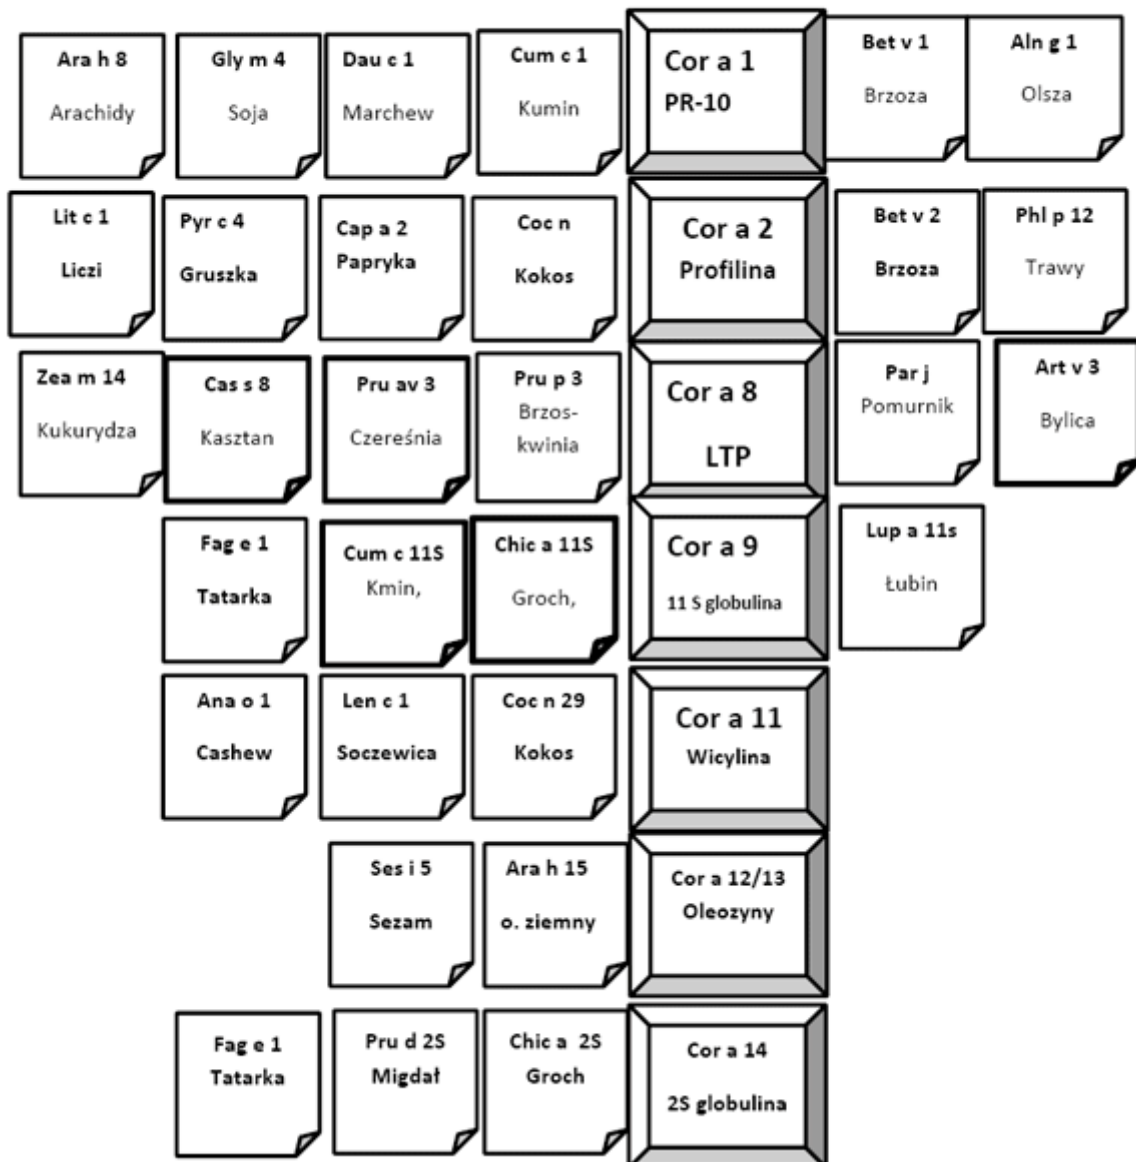 Ara h 8
Arachidy
Gly m 4
Soja
Dau c 1
Marchew
Cum c 1
Kumin
Cor a 1
PR-10
Bet v 1
Brzoza
Aln g 1
Olsza
Lit c 1
Liczi
Pyr c 4
Gruszka
Cap a 2
Papryka
Coc n
Kokos
Cor a 2
Profilina
Bet v 2
Brzoza
Phl p 12
Trawy
Zea m 14
Kukurydza
Cas s 8
Kasztan
Pru av 3
Czereśnia
Pru p 3
Brzos-
kwinia
Cor a 8
LTP
Par j
Pomurnik
Art v 3
Bylica
Fag e 1
Tatarka
Cum c 11S
Kmin,
Chic a 11S
Groch,
Cor a 9
11 S globulina
Lup a 11s
Łubin
Ana o 1
Cashew
Len c 1
Soczewica
Coc n 29
Kokos
Cor a 11
Wicylina
Ses i 5
Sezam
Ara h 15
o. ziemny
Cor a 12/13
Oleozyny
Fag e 1
Tatarka
Pru d 2S
Migdał
Chic a 2S
Groch
Cor a 14
2S globulina